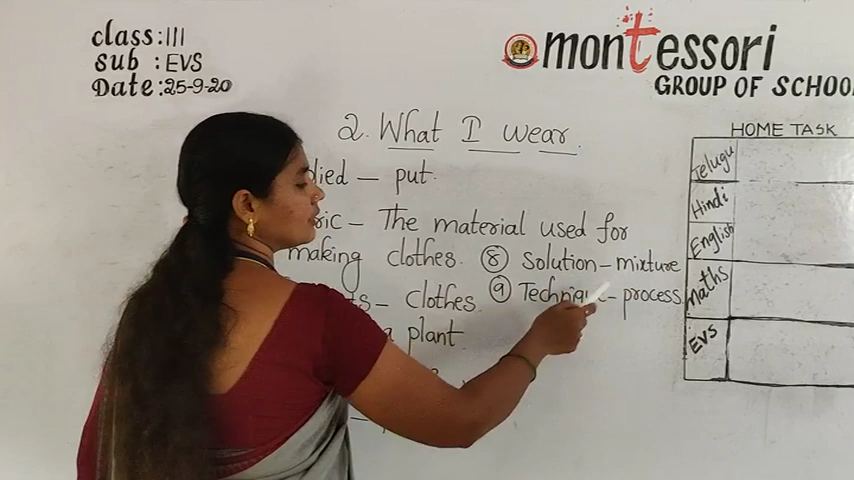 class:III
sub : EVS
Date:25-9-20
montessori
GROUP OF SCHOOL
2. What I wear.
died — put.
ric — The material used for
making clothes.
ts — clothes.
a plant.
⑧ Solution — mixture
⑨ Technique — process
HOME TASK
Telugu
Hindi
English
maths
EVS